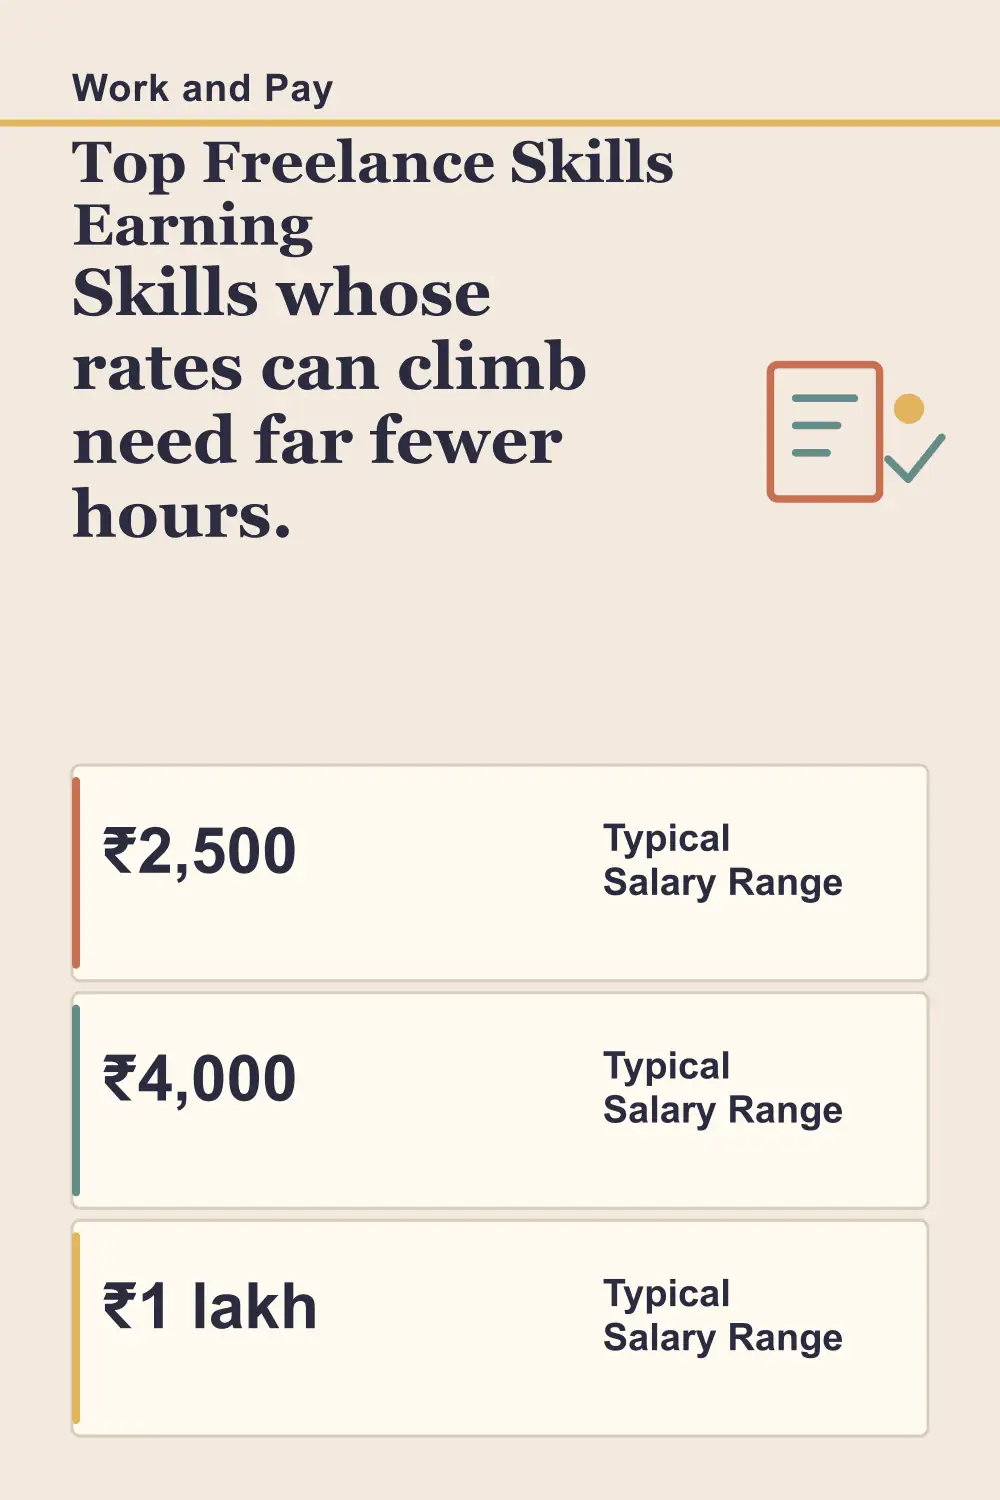 Work and Pay
Top Freelance Skills
Earning
Skills whose
rates can climb
need far fewer
hours.
₹2,500
Typical
Salary Range
₹4,000
Typical
Salary Range
₹1 lakh
Typical
Salary Range